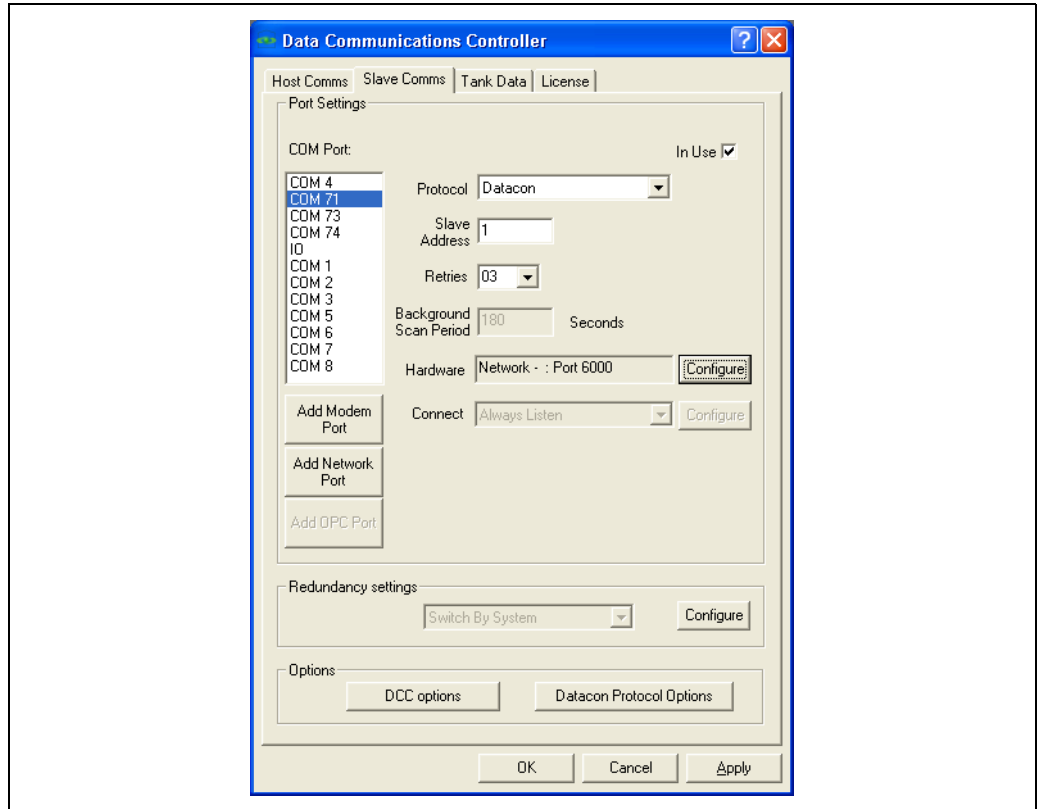 Data Communications Controller
Host Comms
Slave Comms
Tank Data
License
Port Settings
COM Port:
In Use
COM 4
COM 71
COM 73
COM 74
IO
COM 1
COM 2
COM 3
COM 5
COM 6
COM 7
COM 8
Protocol
Datacon
Slave
Address
1
Retries
03
Background
Scan Period
180
Seconds
Hardware
Network - : Port 6000
Configure
Add Modem
Port
Connect
Always Listen
Configure
Add Network
Port
Add OPC Port
Redundancy settings
Switch By System
Configure
Options
DCC options
Datacon Protocol Options
OK
Cancel
Apply